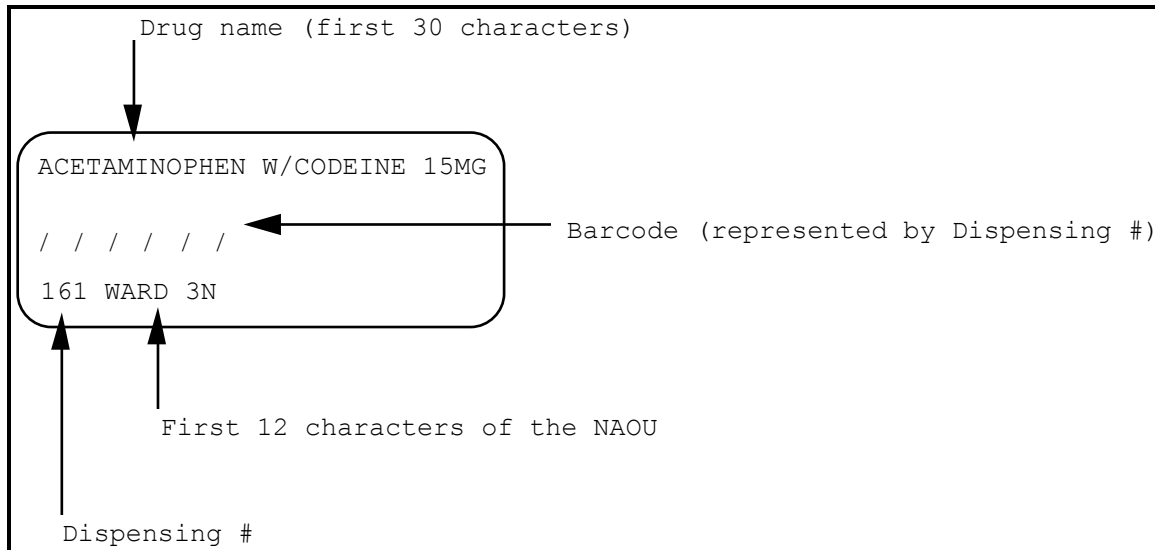 Drug name (first 30 characters)
ACETAMINOPHEN W/CODEINE 15MG
/ / / / / /
Barcode (represented by Dispensing #)
161 WARD 3N
First 12 characters of the NAOU
Dispensing #